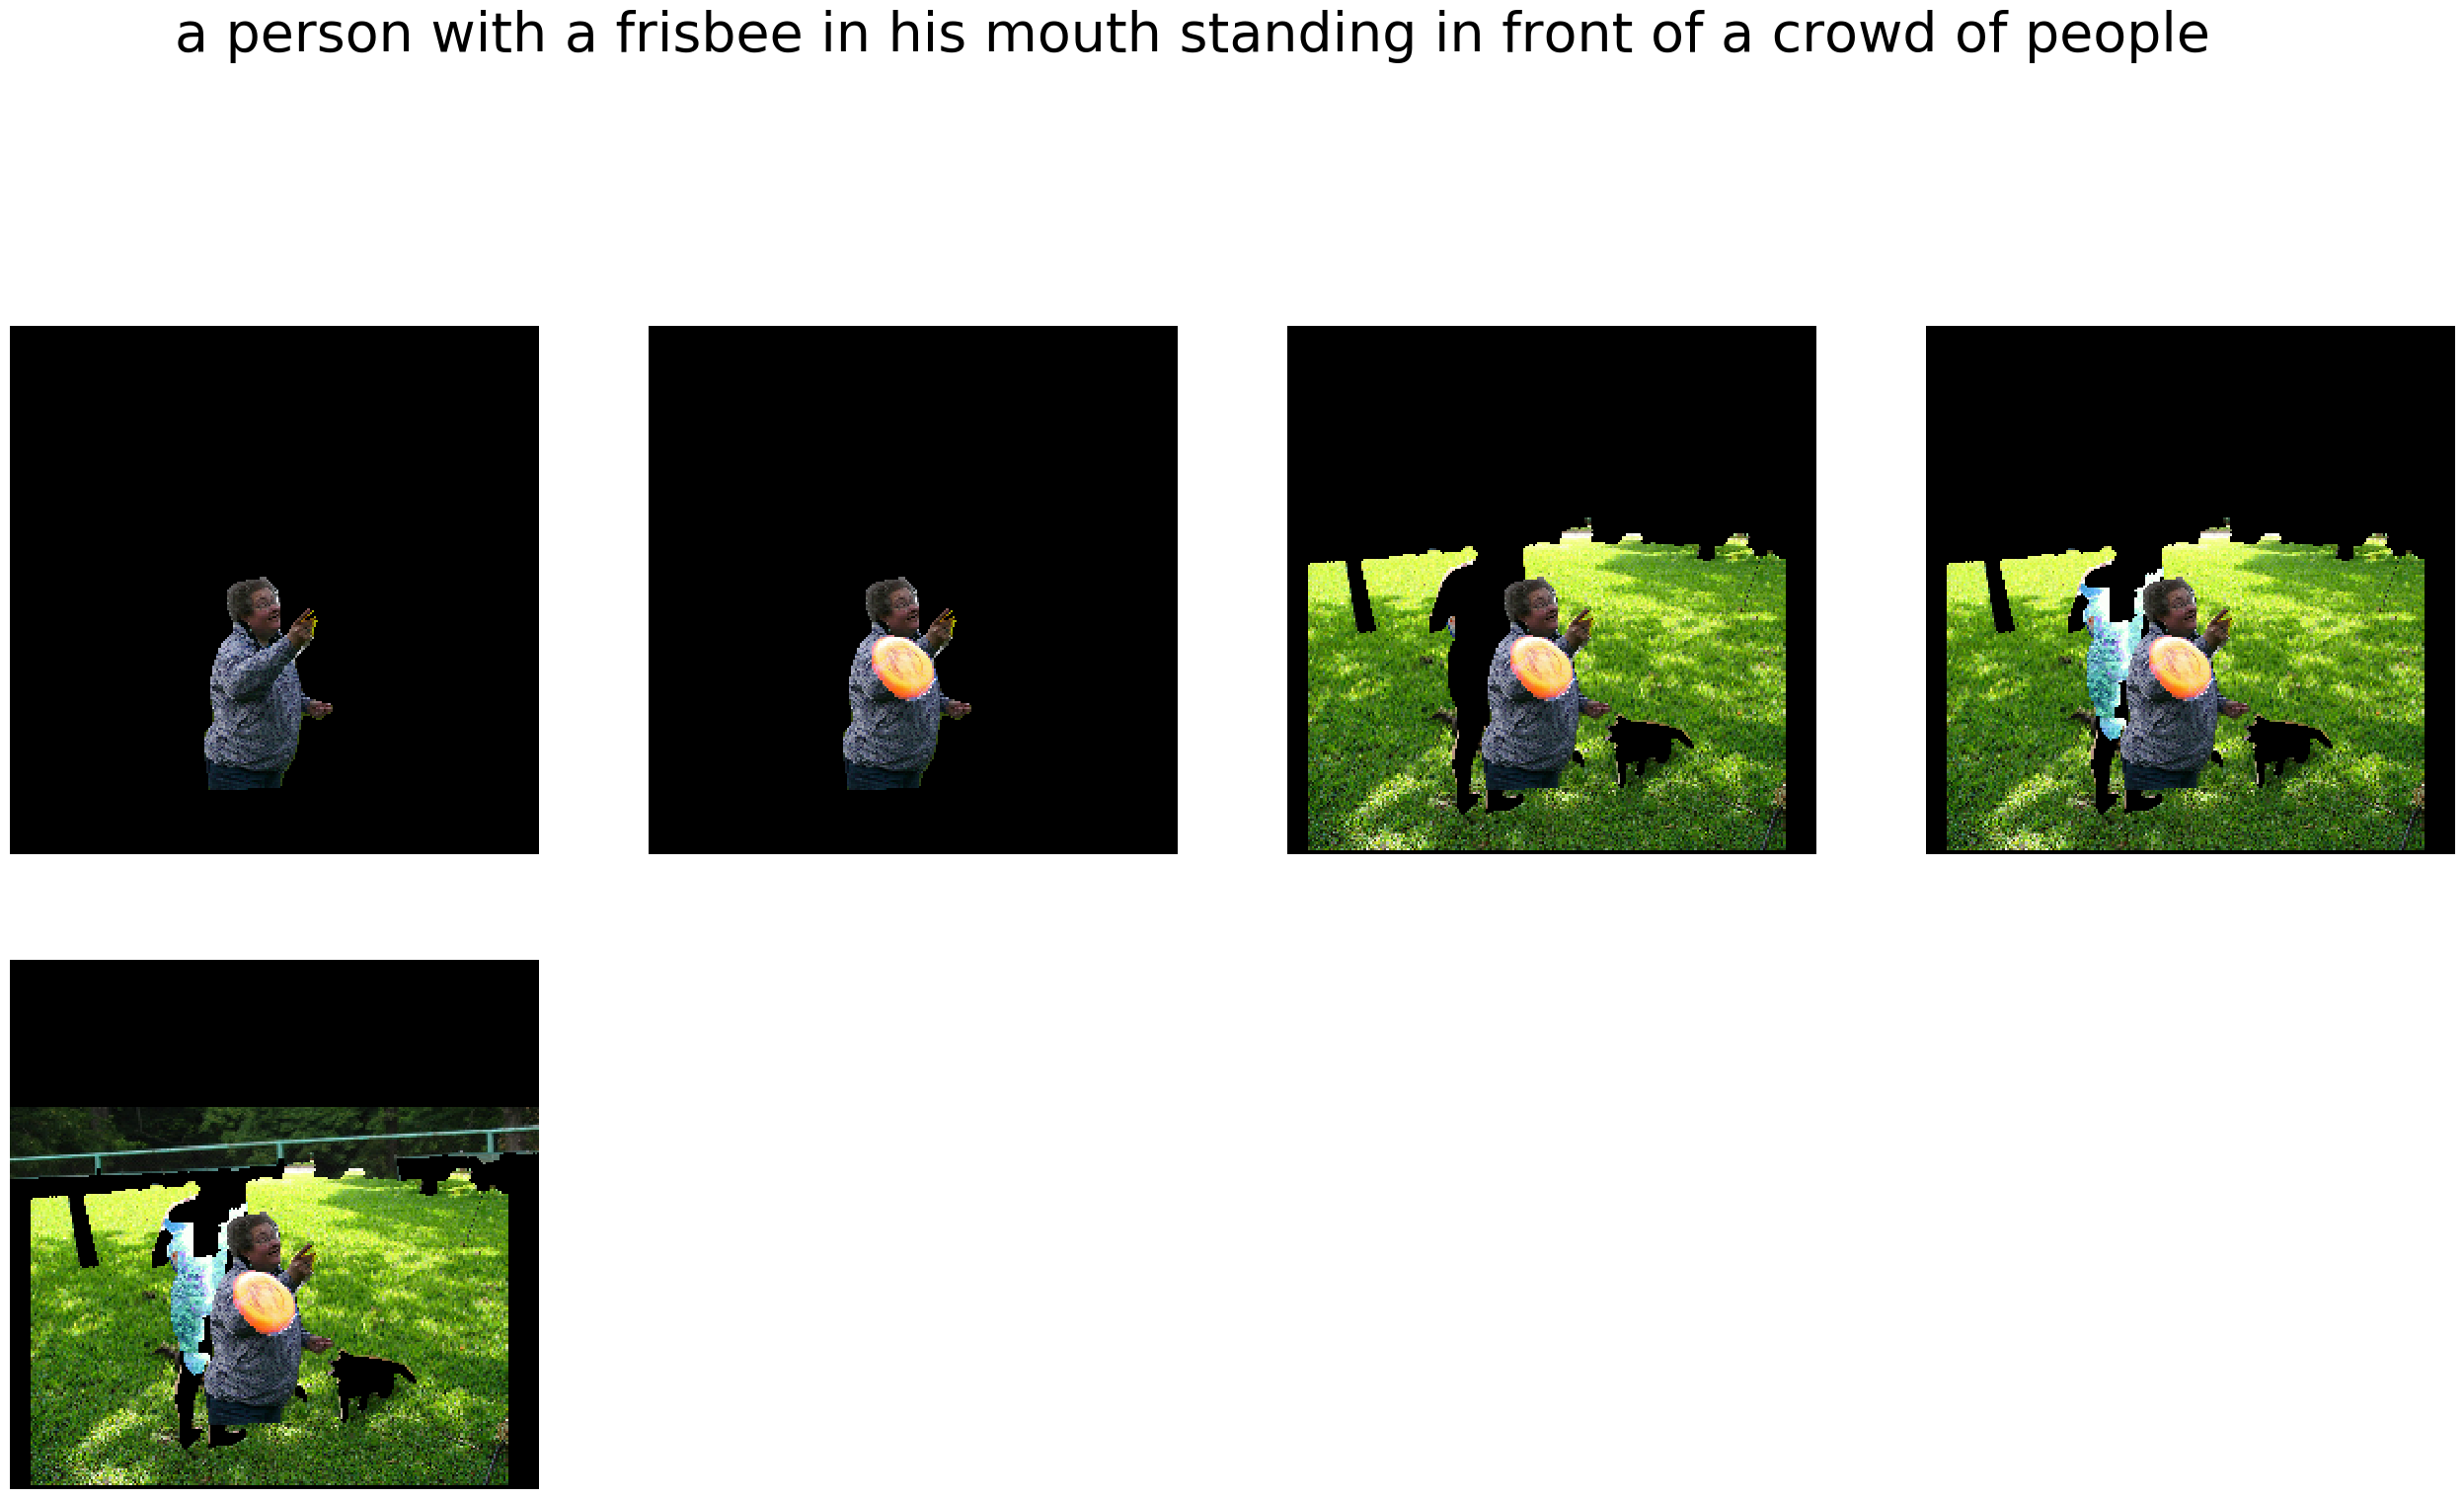 a person with a frisbee in his mouth standing in front of a crowd of people